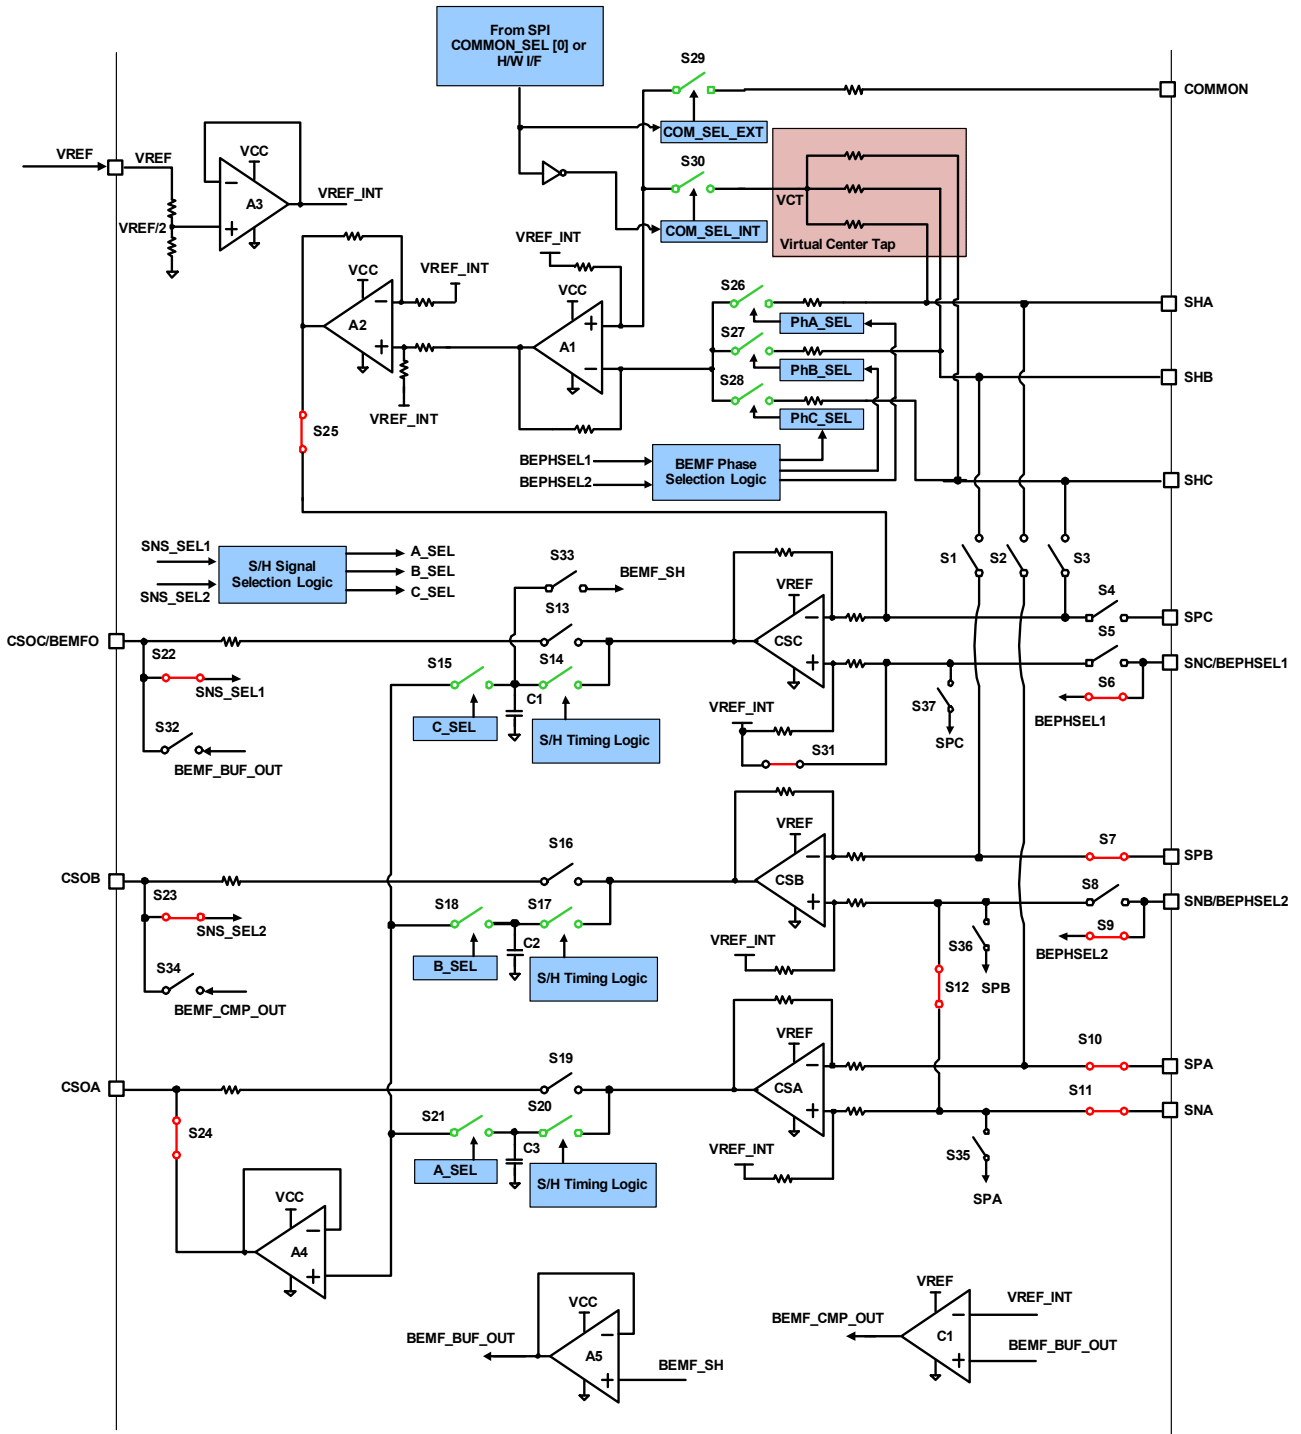 From SPI
COMMON_SEL [0] or
H/W I/F
S29
COMMON
COM_SEL_EXT
VREF
VREF
VCC
A3
VREF_INT
VREF/2
S30
VCT
COM_SEL_INT
Virtual Center Tap
VREF_INT
VCC
VREF_INT
A2
VCC
A1
VREF_INT
S26
SHA
PhA_SEL
S27
PhB_SEL
SHB
S28
PhC_SEL
S25
BEPHSEL1
BEPHSEL2
BEMF Phase
Selection Logic
SHC
SNS_SEL1
SNS_SEL2
S/H Signal
Selection Logic
A_SEL
B_SEL
C_SEL
S33
BEMF_SH
S1
S2
S3
S13
VREF
S4
CSOC/BEMFO
CSC
SPC
S5
S22
SNS_SEL1
S15
S14
C1
SNC/BEPHSEL1
S6
BEPHSEL1
S32
BEMF_BUF_OUT
C_SEL
S/H Timing Logic
VREF_INT
S37
SPC
S31
VREF
S16
S7
CSOB
CSB
SPB
S23
SNS_SEL2
S18
S17
C2
S8
SNB/BEPHSEL2
S9
BEPHSEL2
S34
BEMF_CMP_OUT
B_SEL
S/H Timing Logic
VREF_INT
S36
SPB
S12
VREF
S19
S10
CSOA
CSA
SPA
S11
SNA
S24
S21
S20
C3
A_SEL
S/H Timing Logic
VREF_INT
S35
SPA
VCC
A4
VCC
A5
BEMF_BUF_OUT
BEMF_SH
VREF
VREF_INT
BEMF_CMP_OUT
C1
BEMF_BUF_OUT